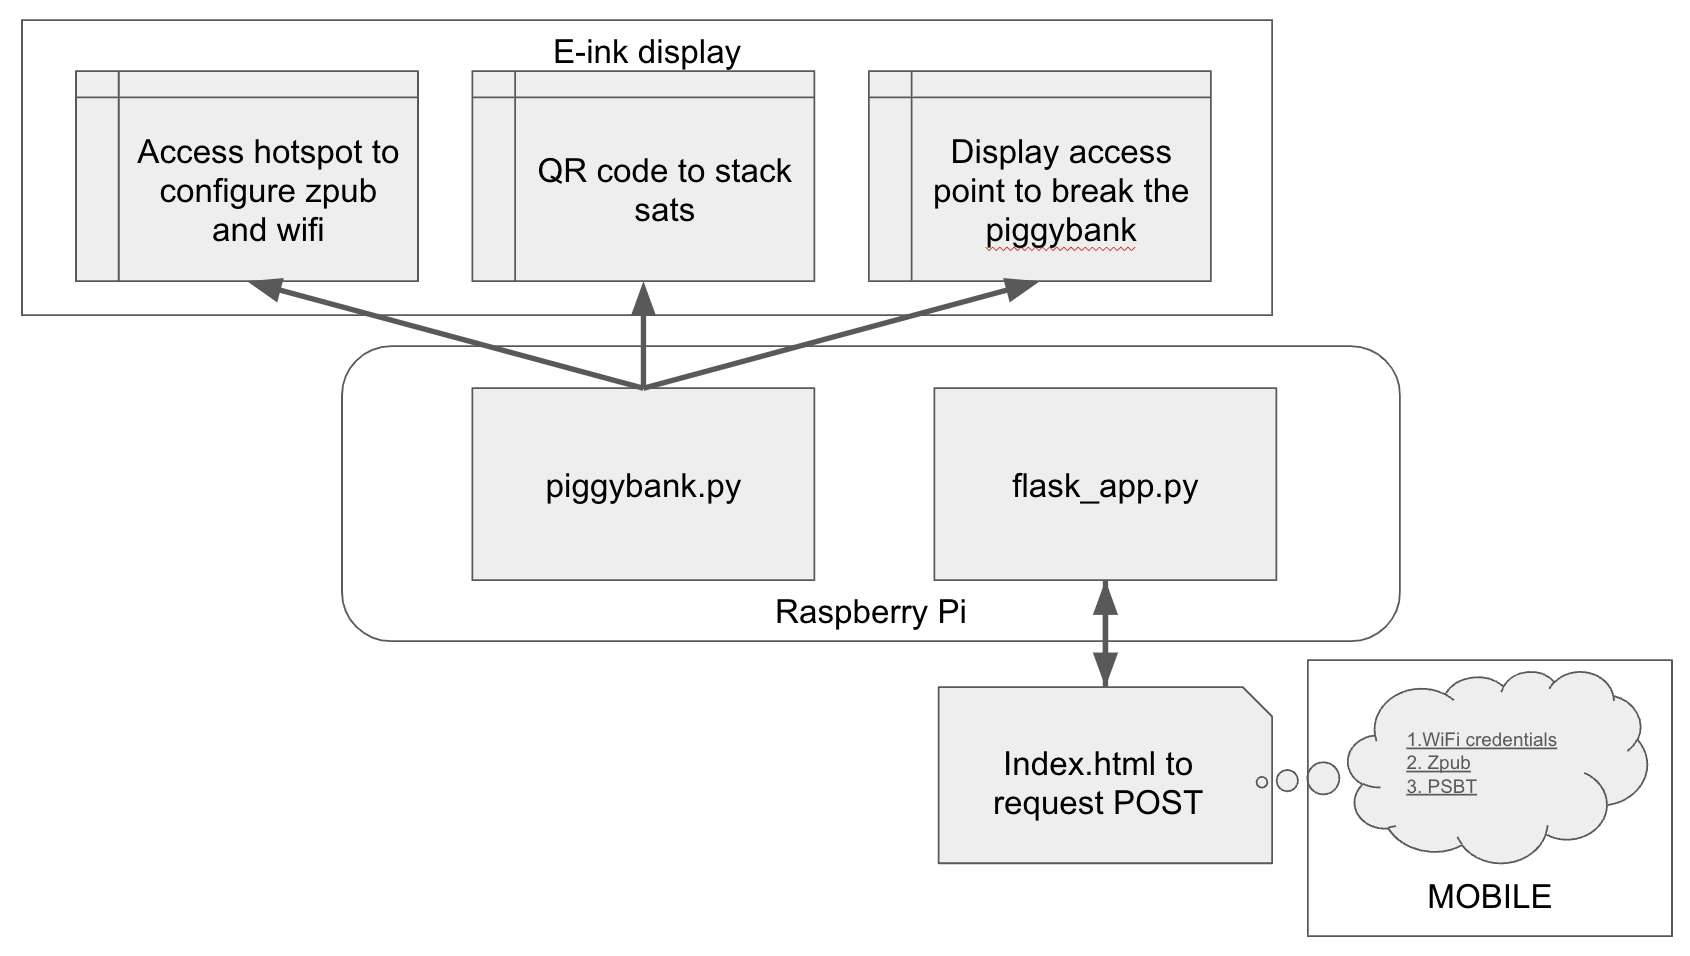 E-ink display
Access hotspot to
configure zpub
and wifi
QR code to stack
sats
Display access
point to break the
piggybank
piggybank.py
flask_app.py
Raspberry Pi
Index.html to
request POST
1.WiFi credentials
2. Zpub
3. PSBT
MOBILE